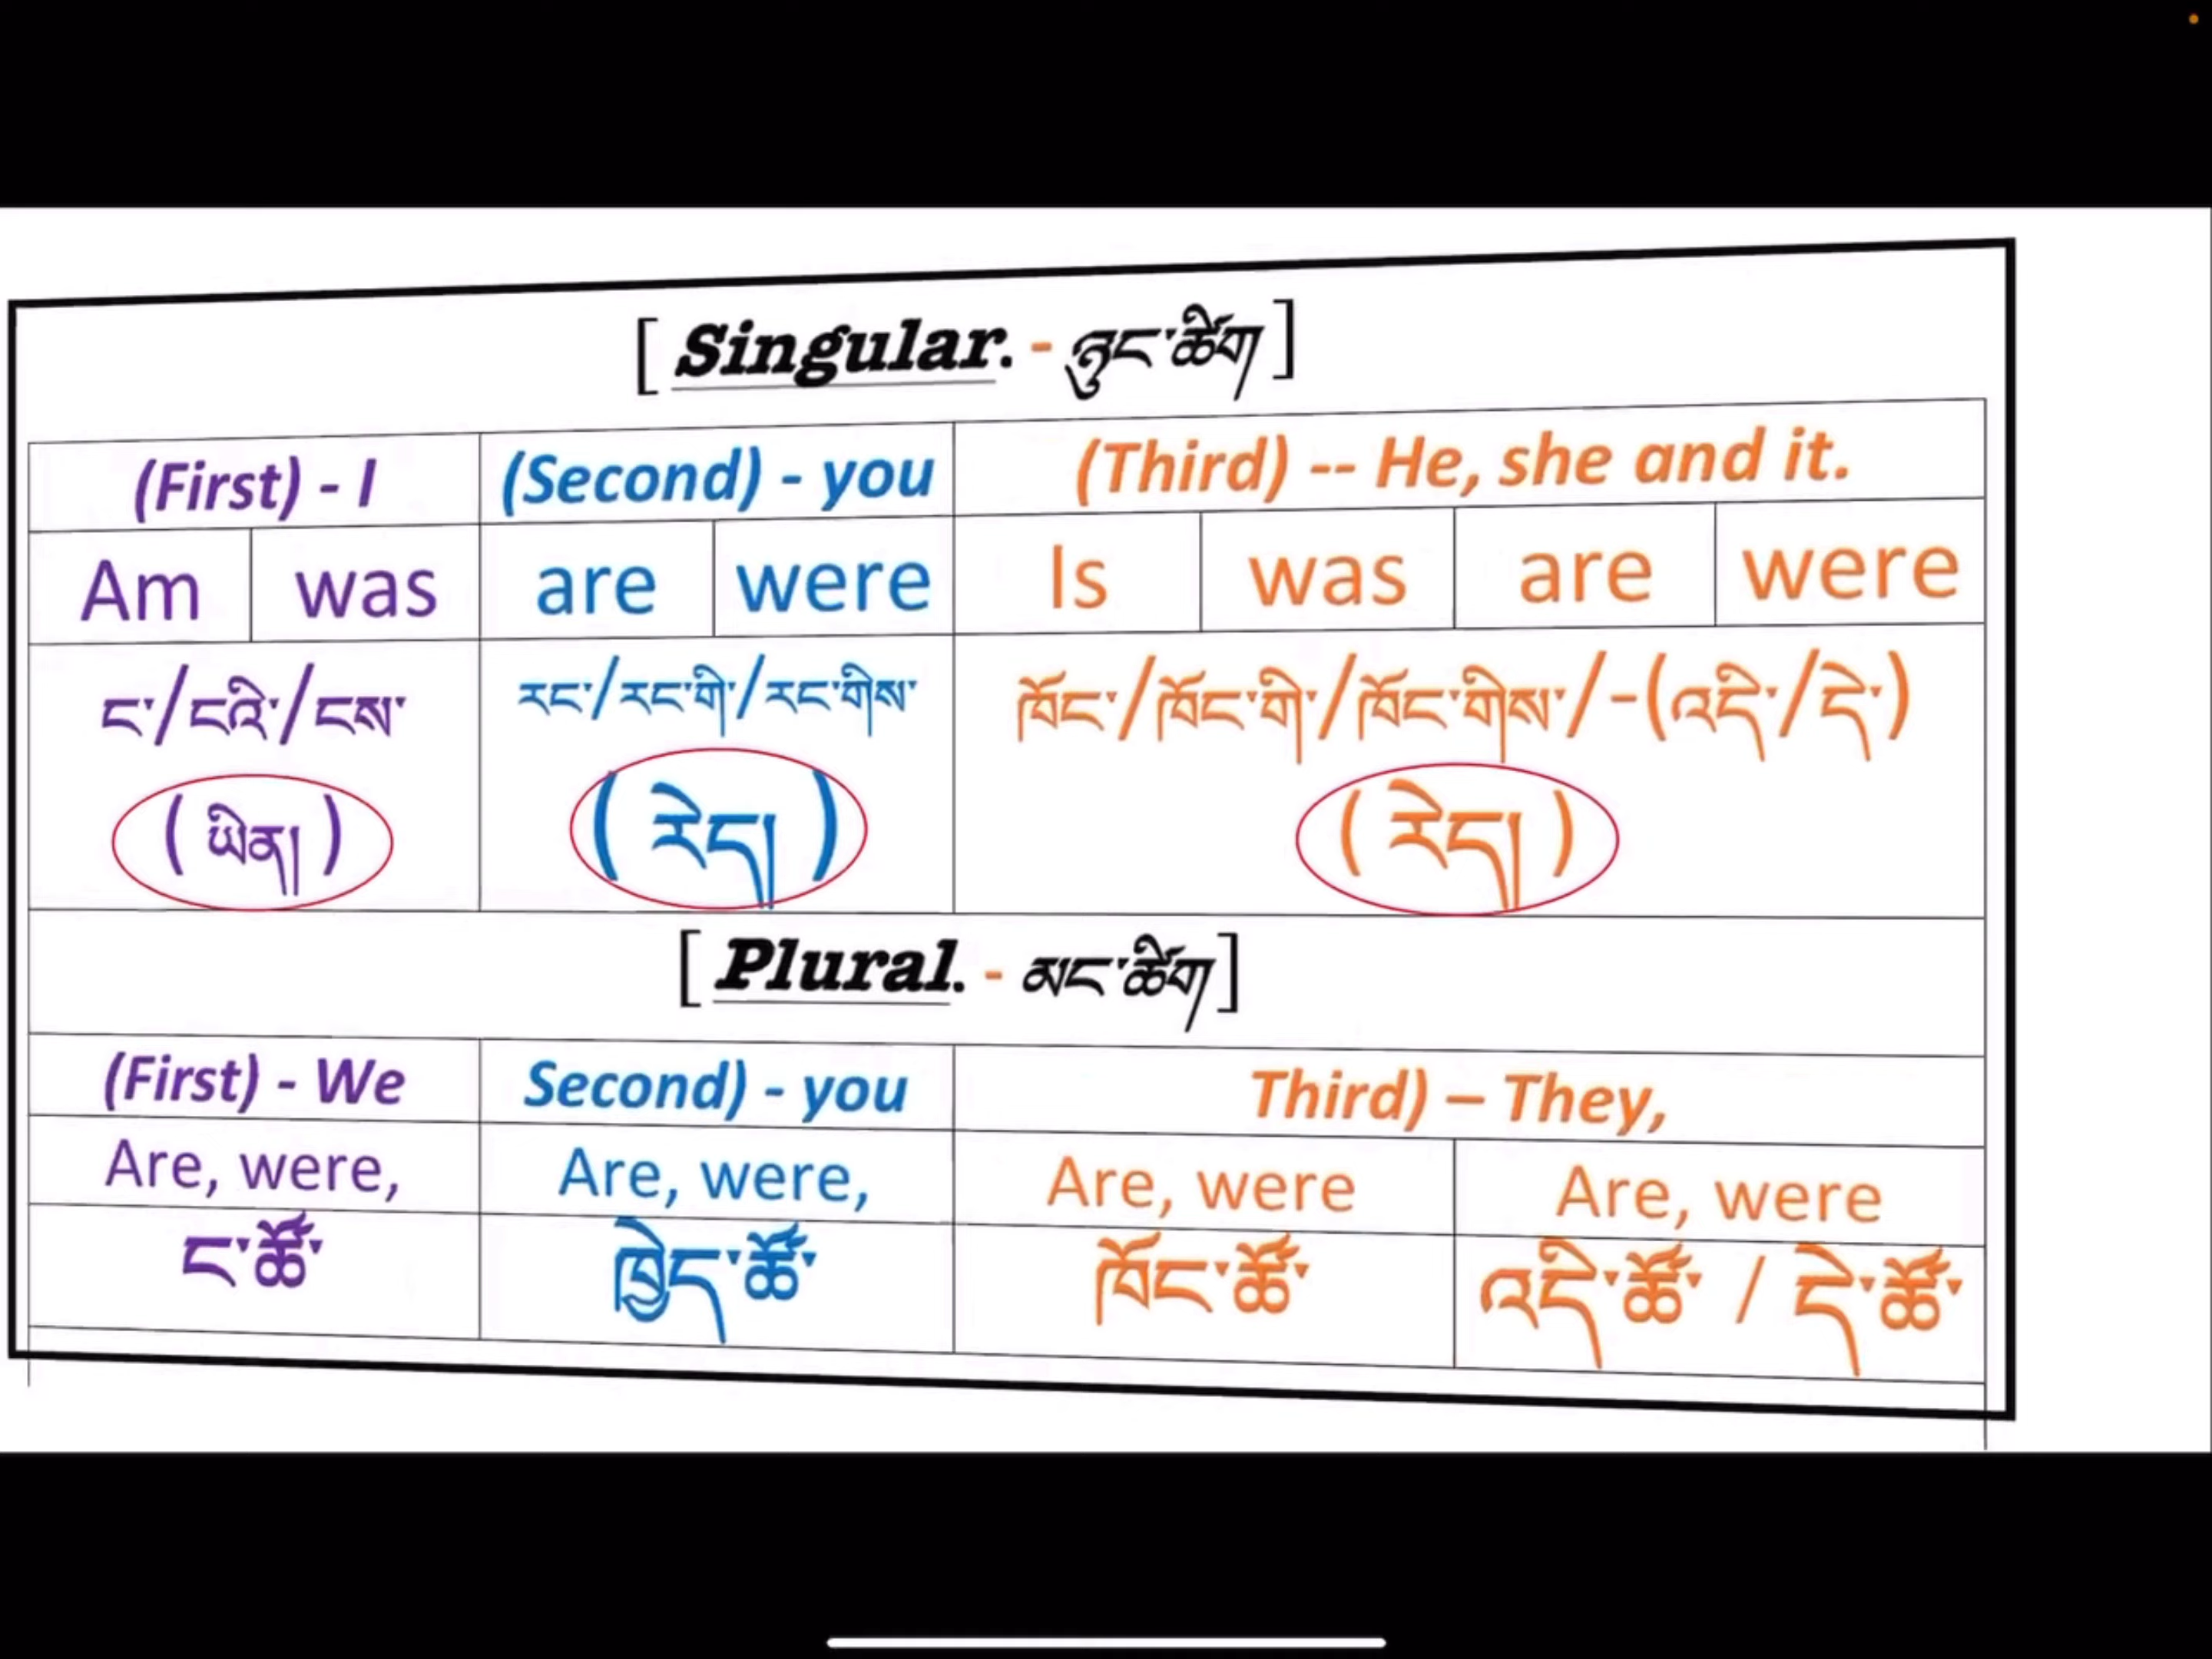 [ Singular. - ཉུང་ཚིག ]
(First) - I (Second) - you (Third) -- He, she and it.
Am was are were Is was are were
ང་/ངའི་/ངས་ རང་/རང་གི་/རང་གིས་ ཁོང་/ཁོང་གི་/ཁོང་གིས་/-(འདི་/དེ་)
( ཡིན། ) ( རེད། ) ( རེད། )
[ Plural. - མང་ཚིག ]
(First) - We Second) - you Third) – They,
Are, were, Are, were, Are, were Are, were
ང་ཚོ་ ཁྱེད་ཚོ་ ཁོང་ཚོ་ འདི་ཚོ་ / དེ་ཚོ་